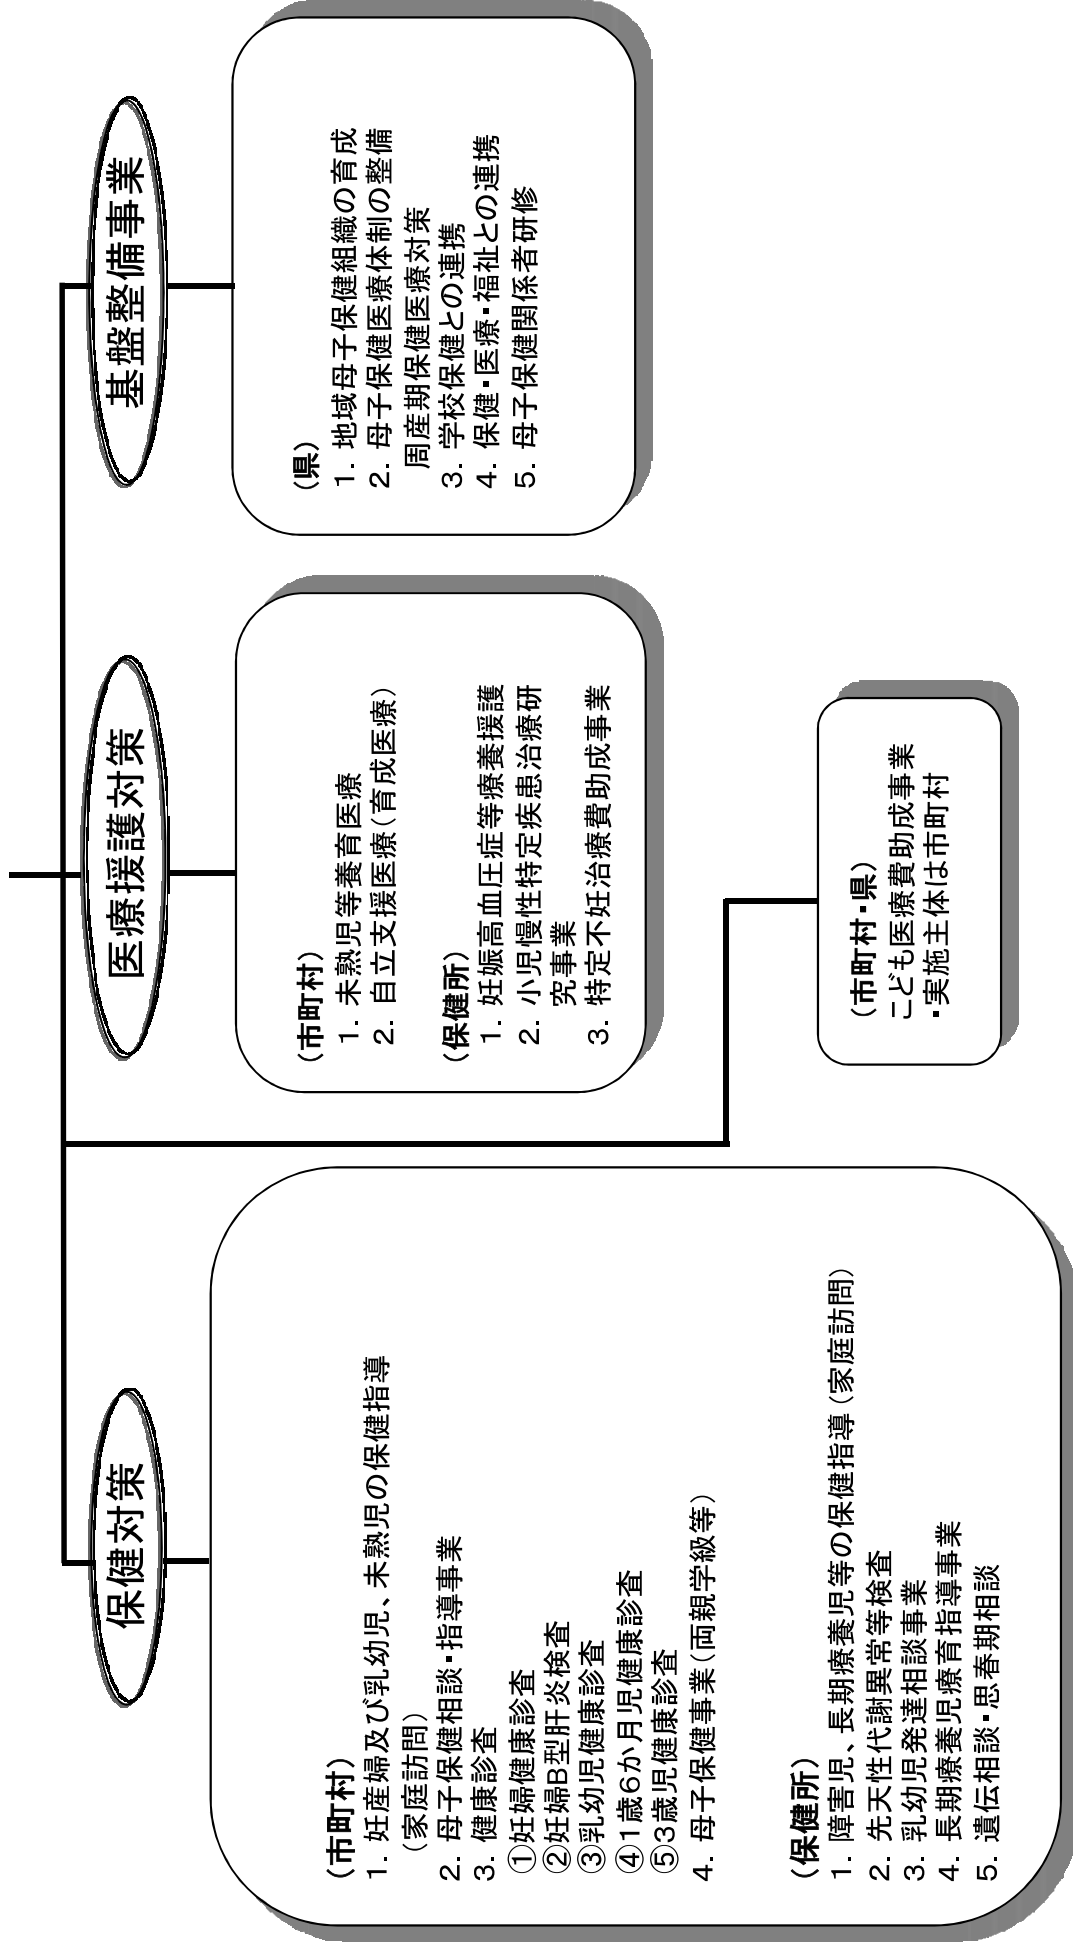 保健対策
(市町村)
1. 妊産婦及び乳幼児、未熟児の保健指導
(家庭訪問)
2. 母子保健相談・指導事業
3. 健康診査
①妊婦健康診査
②妊婦B型肝炎検査
③乳幼児健康診査
④1歳6か月児健康診査
⑤3歳児健康診査
4. 母子保健事業(両親学級等)
(保健所)
1. 障害児、長期療養児等の保健指導(家庭訪問)
2. 先天性代謝異常等検査
3. 乳幼児発達相談事業
4. 長期療養児療育指導事業
5. 遺伝相談・思春期相談
医療援護対策
(市町村)
1. 未熟児等養育医療
2. 自立支援医療(育成医療)
(保健所)
1. 妊娠高血圧症等療養援護
2. 小児慢性特定疾患治療研
究事業
3. 特定不妊治療費助成事業
(市町村・県)
こども医療費助成事業
・実施主体は市町村
基盤整備事業
(県)
1. 地域母子保健組織の育成
2. 母子保健医療体制の整備
周産期保健医療対策
3. 学校保健との連携
4. 保健・医療・福祉との連携
5. 母子保健関係者研修